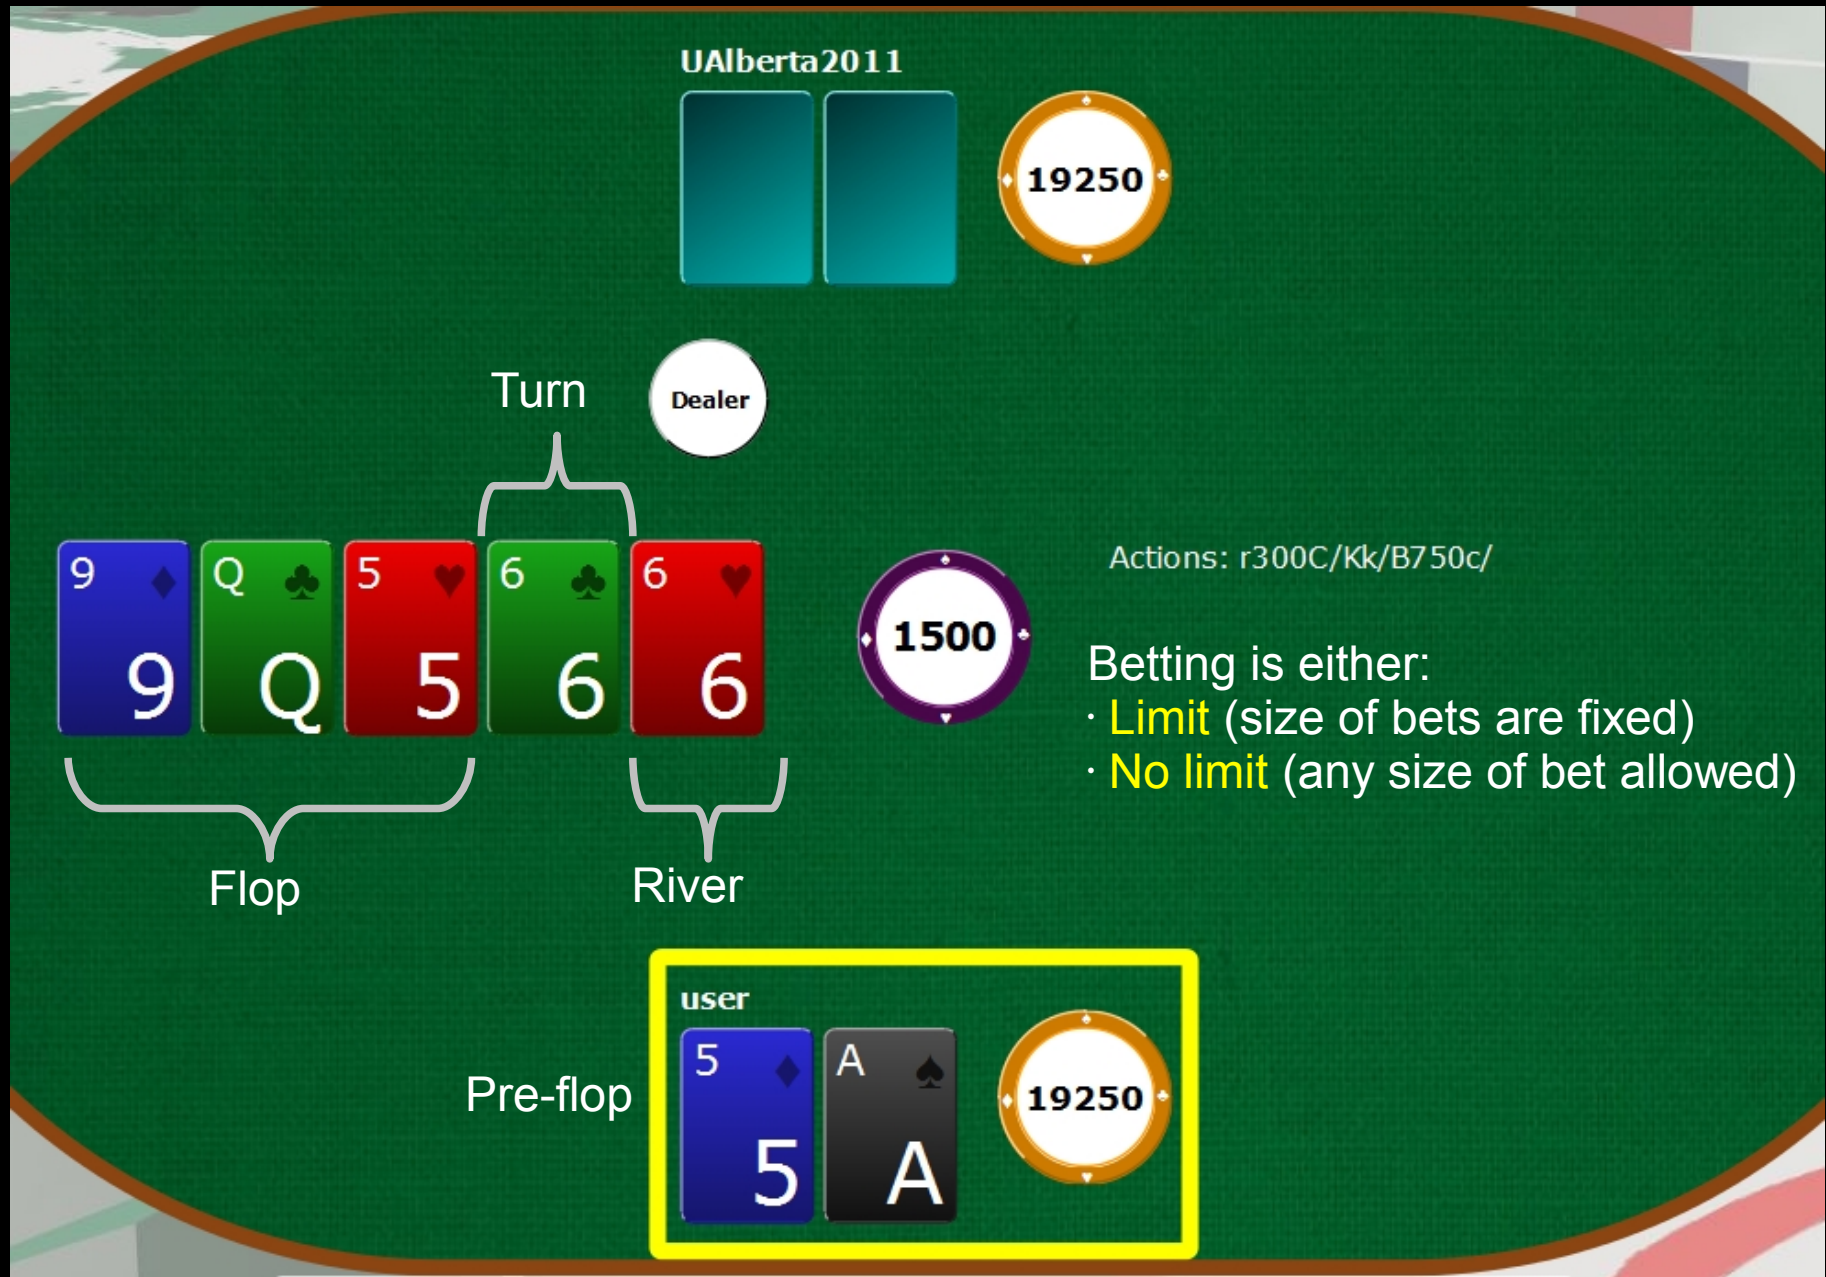 UAlberta2011
19250
Turn
Dealer
9 Q 5 6 6
9 Q 5 6 6
1500
Actions: r300C/Kk/B750c/
Betting is either:
· Limit (size of bets are fixed)
· No limit (any size of bet allowed)
Flop
River
user
5 A
5 A
19250
Pre-flop